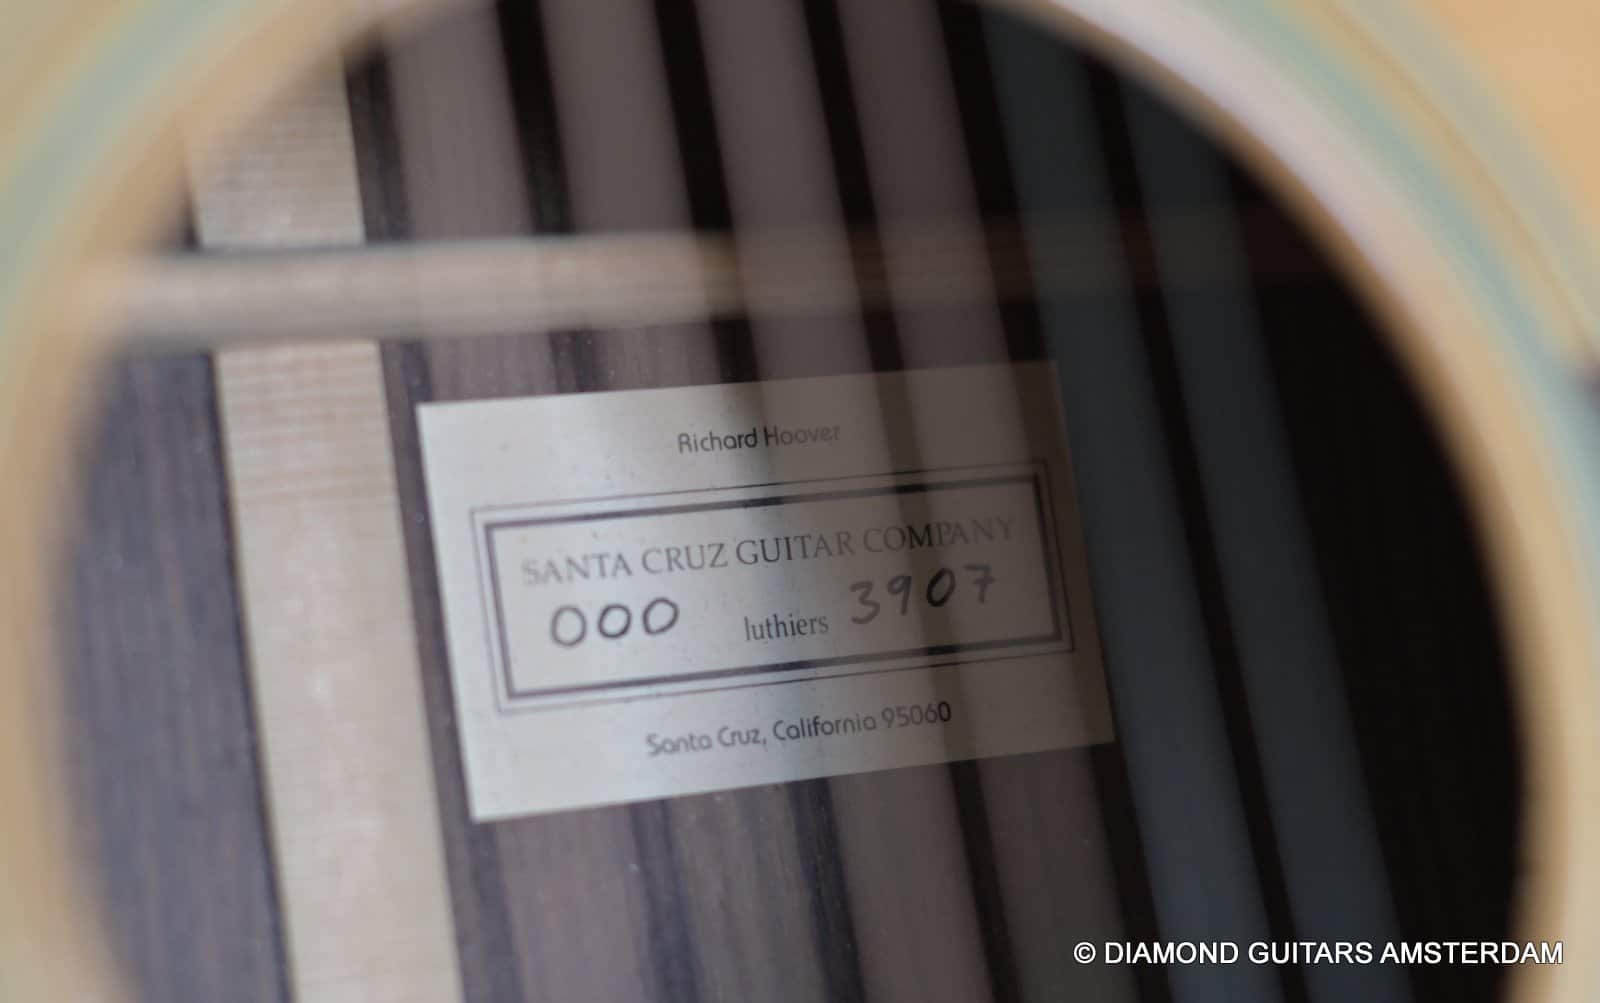 Richard Hoover
SANTA CRUZ GUITAR COMPANY
000 luthiers 3907
Santa Cruz, California 95060
© DIAMOND GUITARS AMSTERDAM